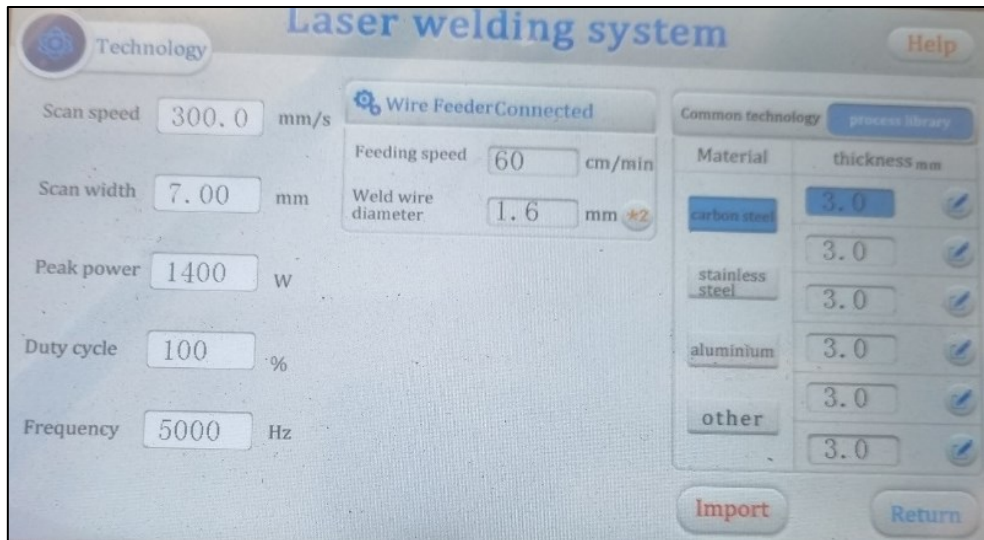 Laser welding system
Technology
Help
Scan speed 300.0 mm/s
Scan width 7.00 mm
Peak power 1400 W
Duty cycle 100 %
Frequency 5000 Hz
Wire FeederConnected
Feeding speed 60 cm/min
Weld wire
diameter 1.6 mm *2
Common technology process library
Material thickness mm
carbon steel 3.0
3.0
stainless
steel 3.0
aluminium 3.0
3.0
other
3.0
Import
Return